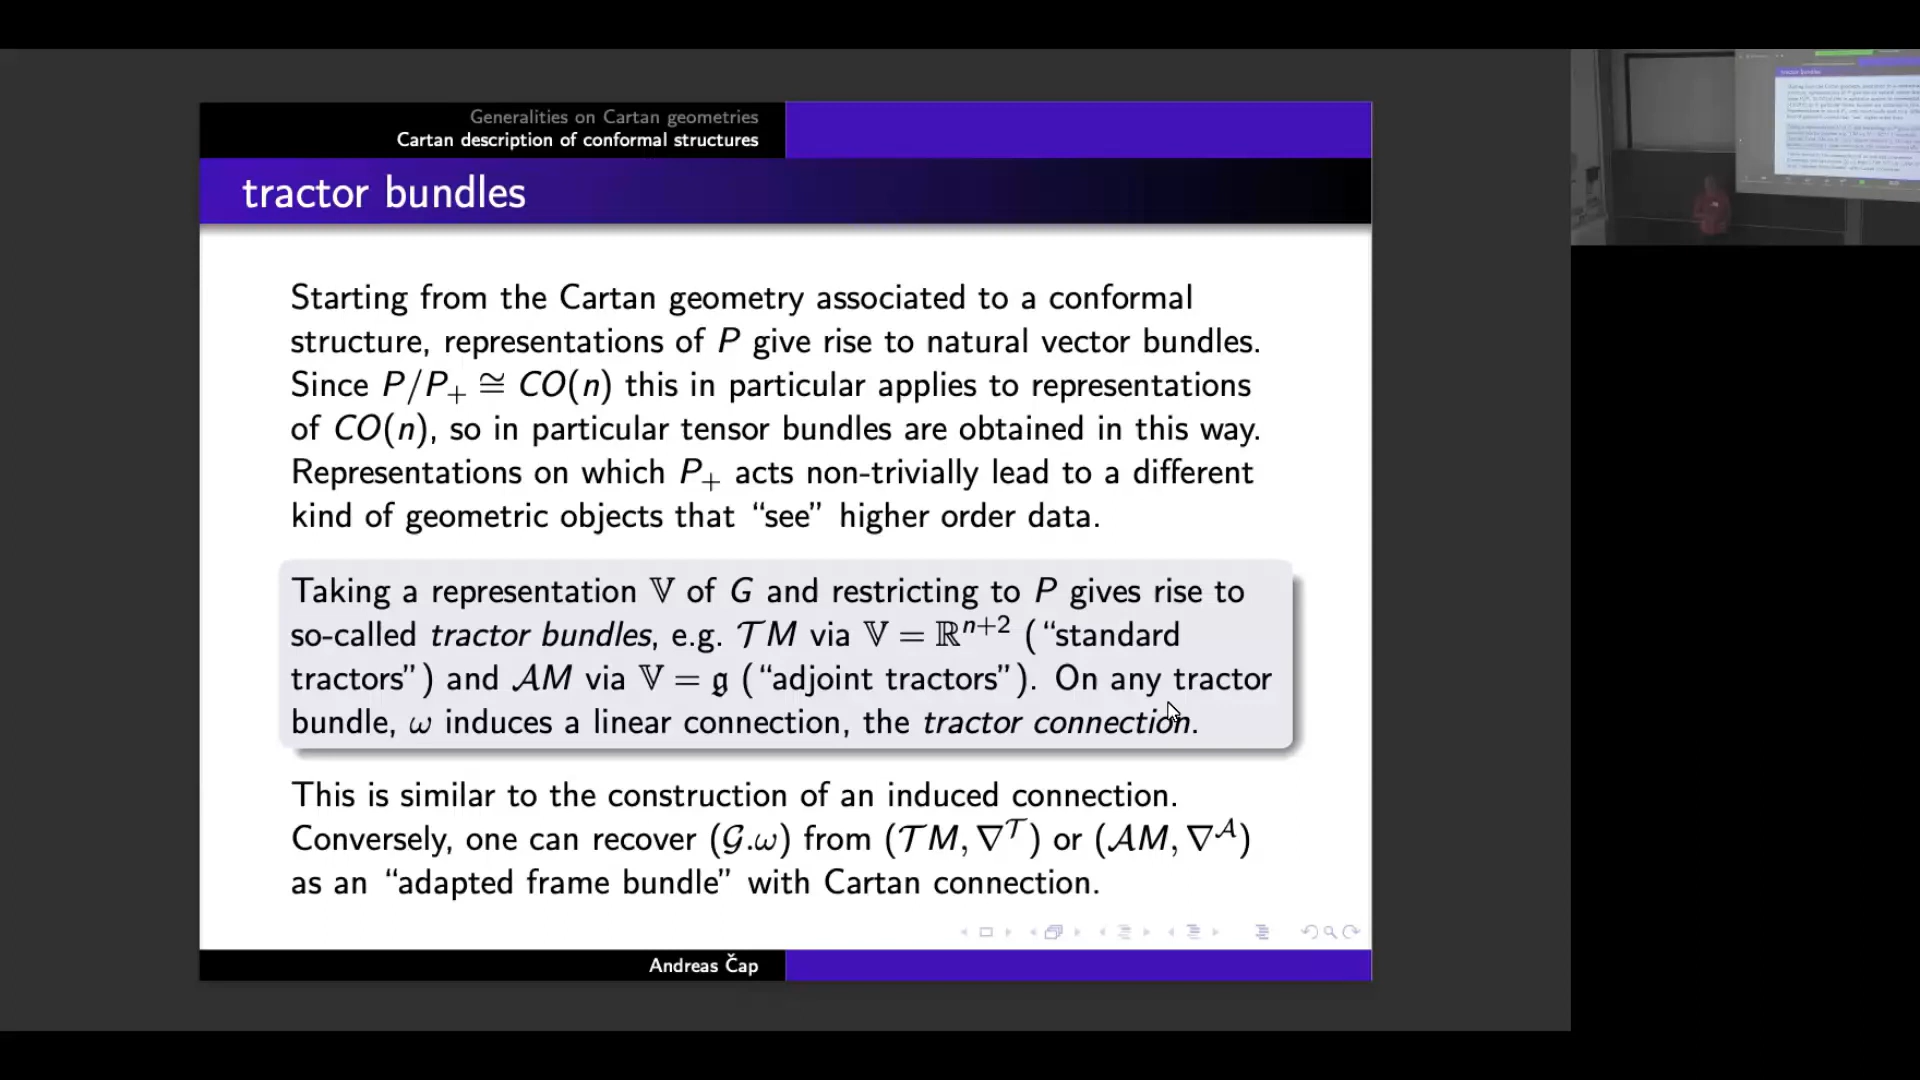 Generalities on Cartan geometries
Cartan description of conformal structures
tractor bundles
Starting from the Cartan geometry associated to a conformal
structure, representations of P give rise to natural vector bundles.
Since P/P₊ ≅ CO(n) this in particular applies to representations
of CO(n), so in particular tensor bundles are obtained in this way.
Representations on which P₊ acts non-trivially lead to a different
kind of geometric objects that “see” higher order data.
Taking a representation 𝕍 of G and restricting to P gives rise to
so-called tractor bundles, e.g. 𝒯M via 𝕍 = ℝⁿ⁺² (“standard
tractors”) and 𝒜M via 𝕍 = 𝔤 (“adjoint tractors”). On any tractor
bundle, ω induces a linear connection, the tractor connection.
This is similar to the construction of an induced connection.
Conversely, one can recover (𝒢.ω) from (𝒯M, ∇^𝒯) or (𝒜M, ∇^𝒜)
as an “adapted frame bundle” with Cartan connection.
Andreas Čap